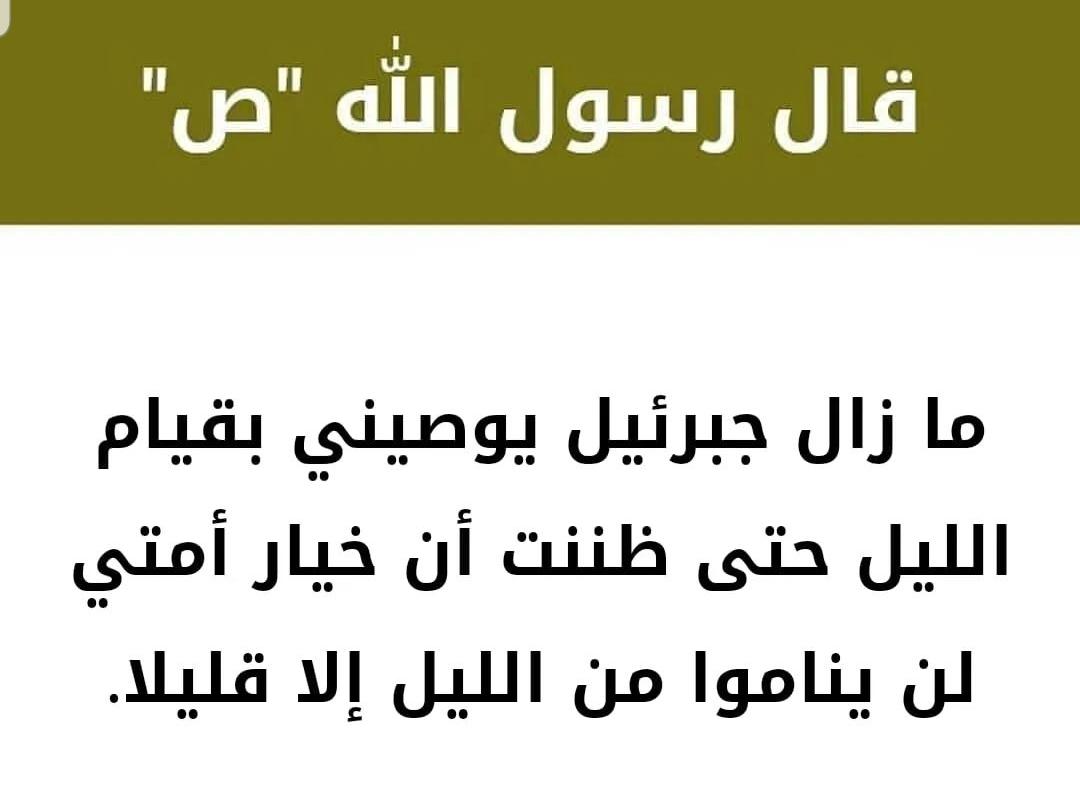 قال رسول الله "ص"
ما زال جبرئيل يوصيني بقيام
الليل حتى ظننت أن خيار أمتي
لن يناموا من الليل إلا قليلا.